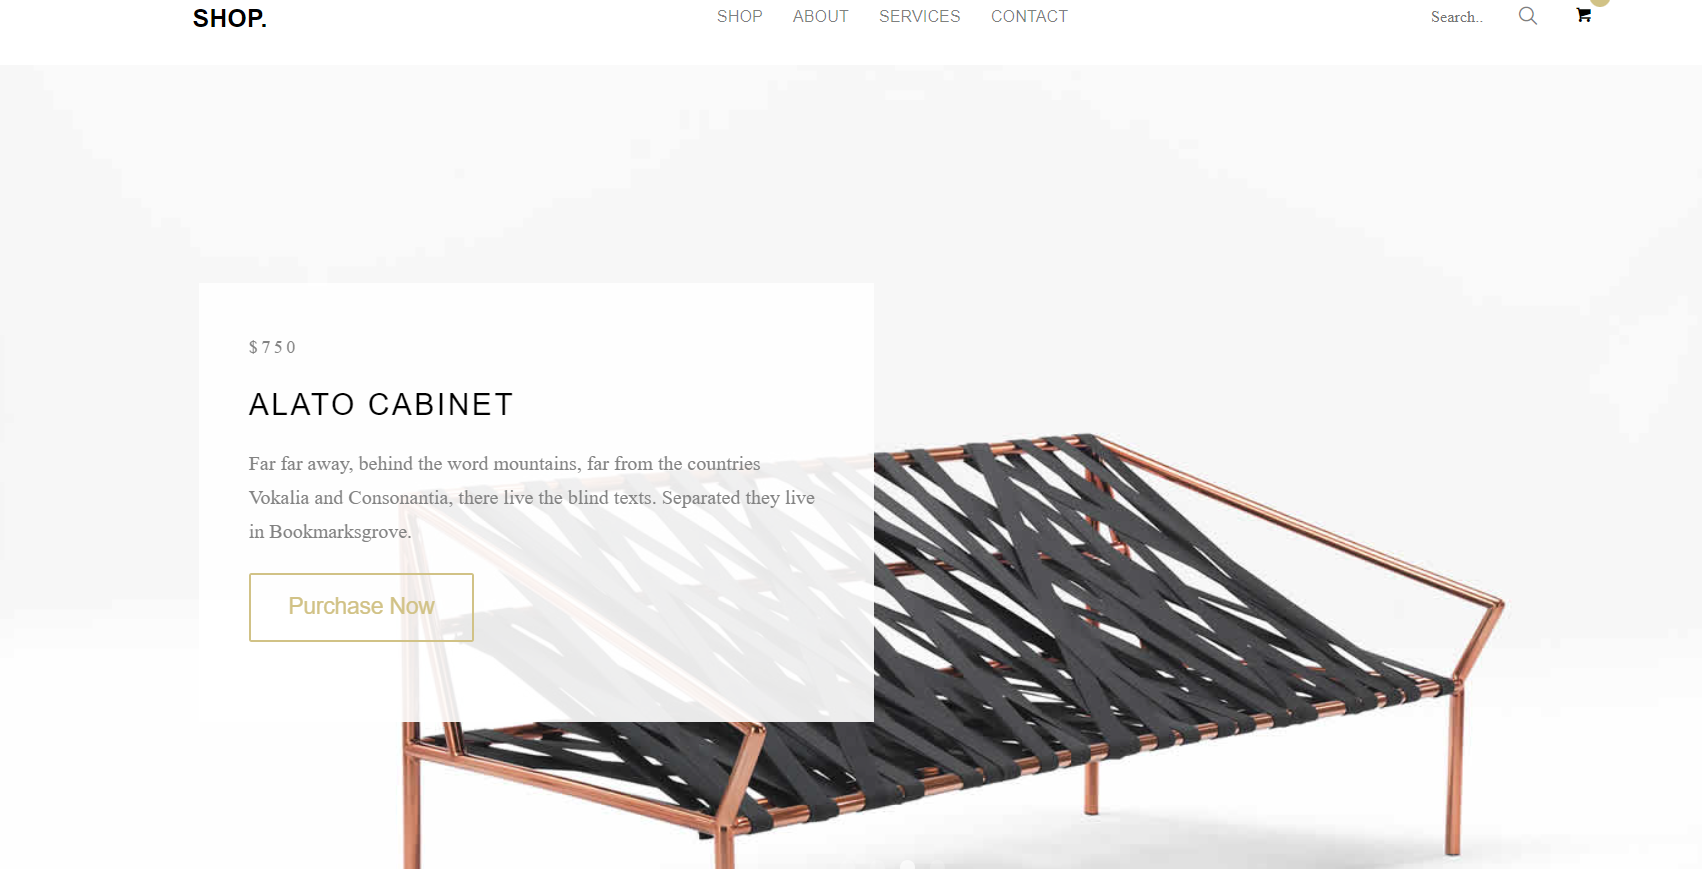 SHOP.
SHOP ABOUT SERVICES CONTACT
Search..
$750
ALATO CABINET
Far far away, behind the word mountains, far from the countries
Vokalia and Consonantia, there live the blind texts. Separated they live
in Bookmarksgrove.
Purchase Now